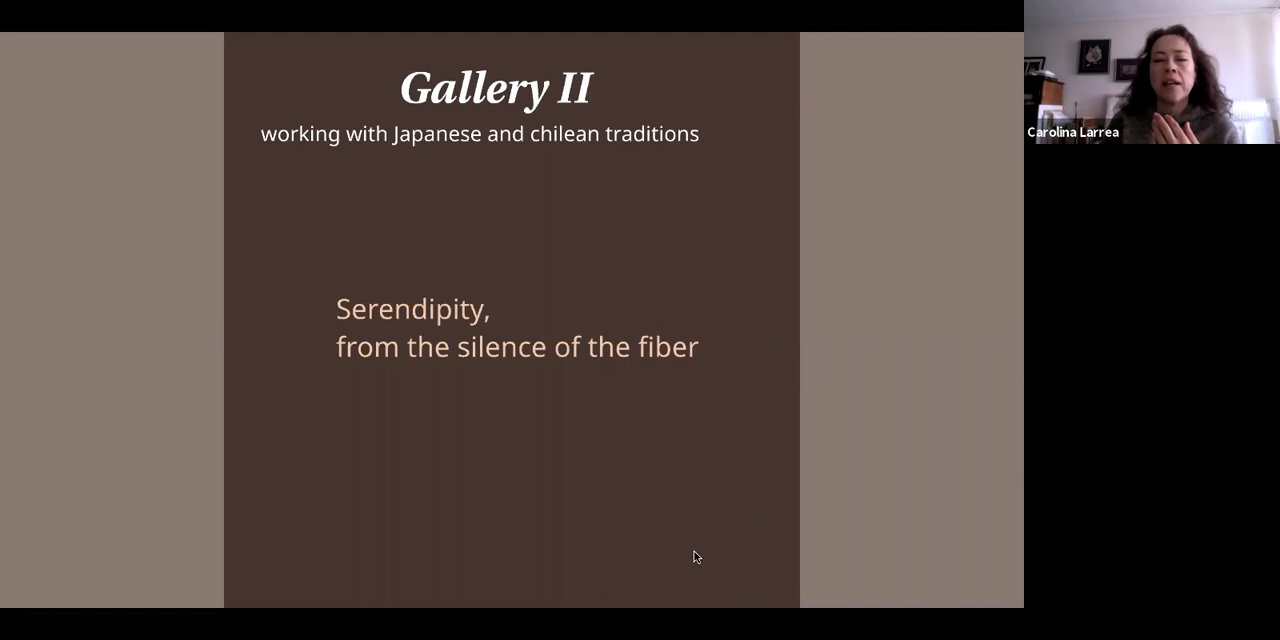 Gallery II
working with Japanese and chilean traditions
Serendipity,
from the silence of the fiber
Carolina Larrea